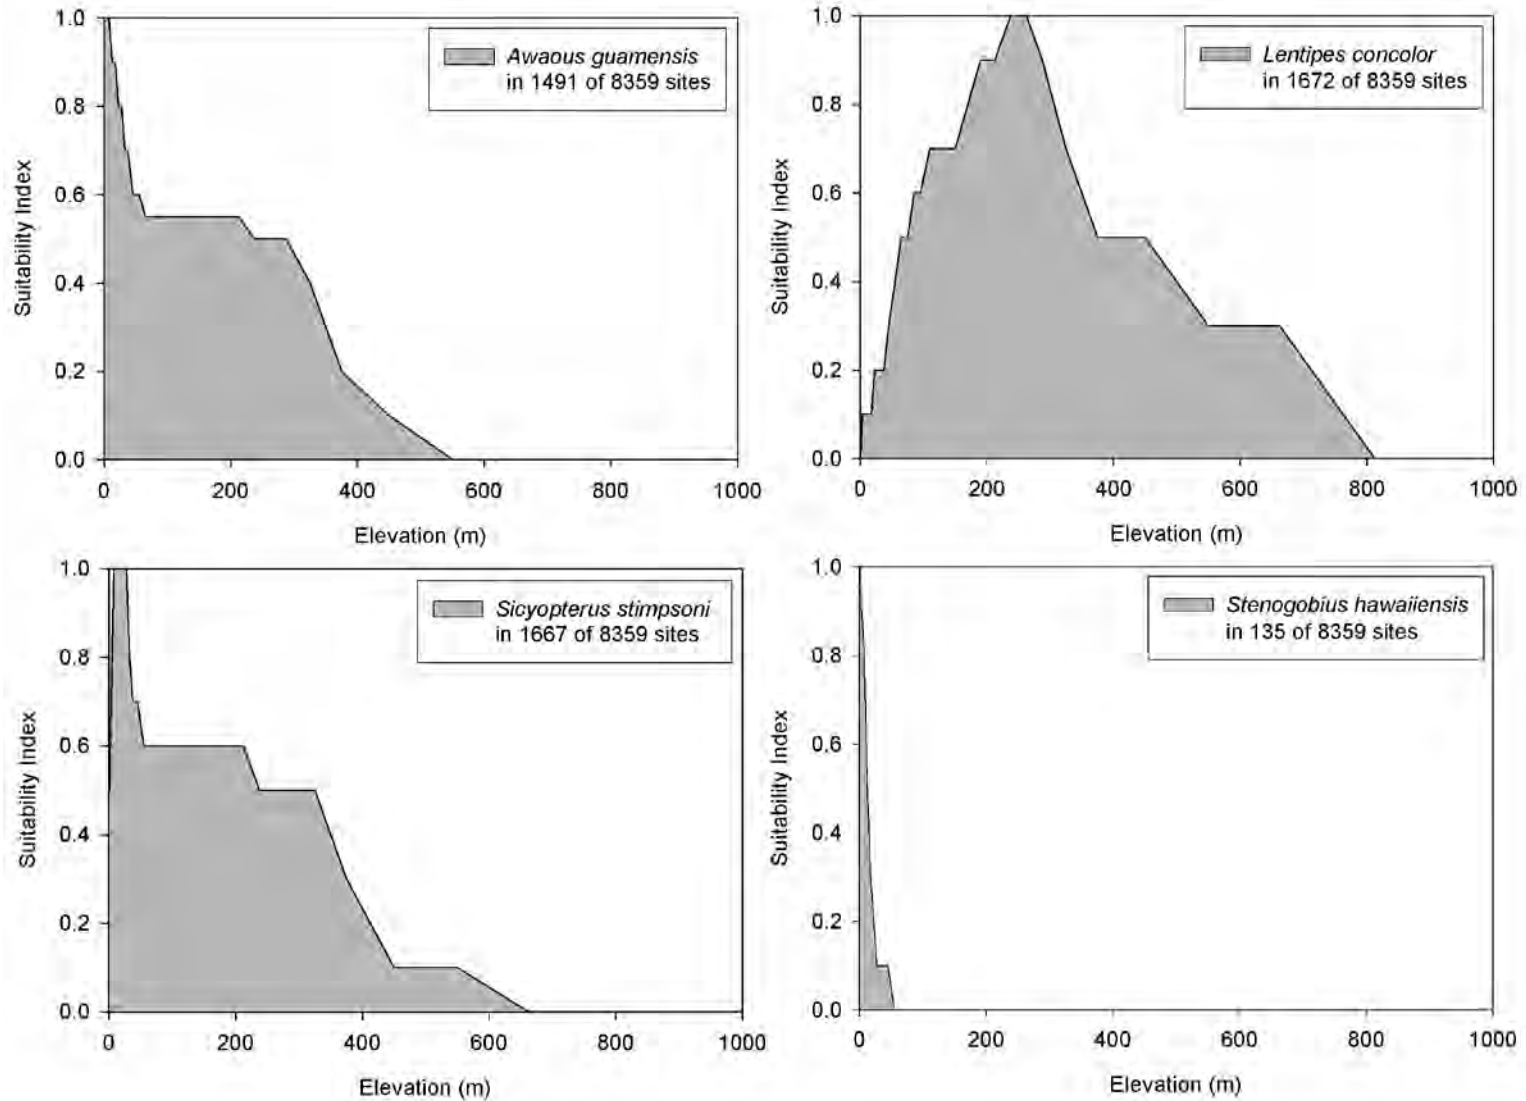 Awaous guamensis
in 1491 of 8359 sites
Suitability Index
1.0
0.8
0.6
0.4
0.2
0.0
0 200 400 600 800 1000
Elevation (m)
Lentipes concolor
in 1672 of 8359 sites
Suitability Index
1.0
0.8
0.6
0.4
0.2
0.0
0 200 400 600 800 1000
Elevation (m)
Sicyopterus stimpsoni
in 1667 of 8359 sites
Suitability Index
1.0
0.8
0.6
0.4
0.2
0.0
0 200 400 600 800 1000
Elevation (m)
Stenogobius hawaiiensis
in 135 of 8359 sites
Suitability Index
1.0
0.8
0.6
0.4
0.2
0.0
0 200 400 600 800 1000
Elevation (m)